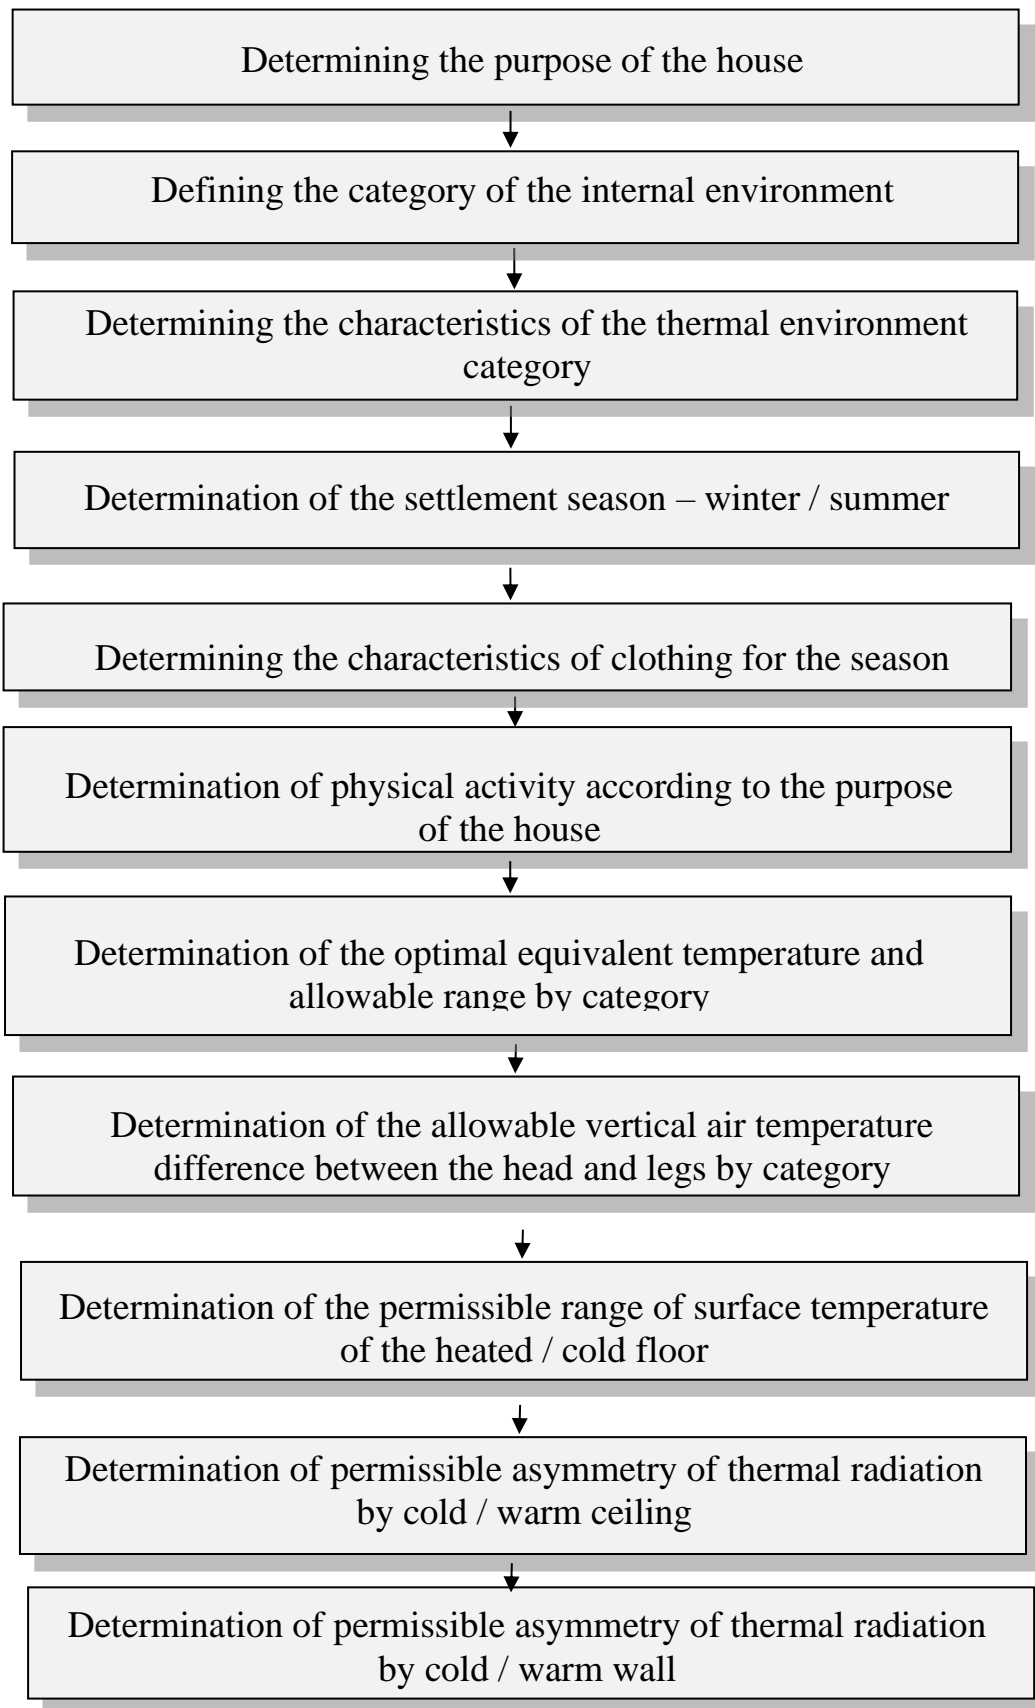 Determining the purpose of the house
Defining the category of the internal environment
Determining the characteristics of the thermal environment
category
Determination of the settlement season – winter / summer
Determining the characteristics of clothing for the season
Determination of physical activity according to the purpose
of the house
Determination of the optimal equivalent temperature and
allowable range by category
Determination of the allowable vertical air temperature
difference between the head and legs by category
Determination of the permissible range of surface temperature
of the heated / cold floor
Determination of permissible asymmetry of thermal radiation
by cold / warm ceiling
Determination of permissible asymmetry of thermal radiation
by cold / warm wall